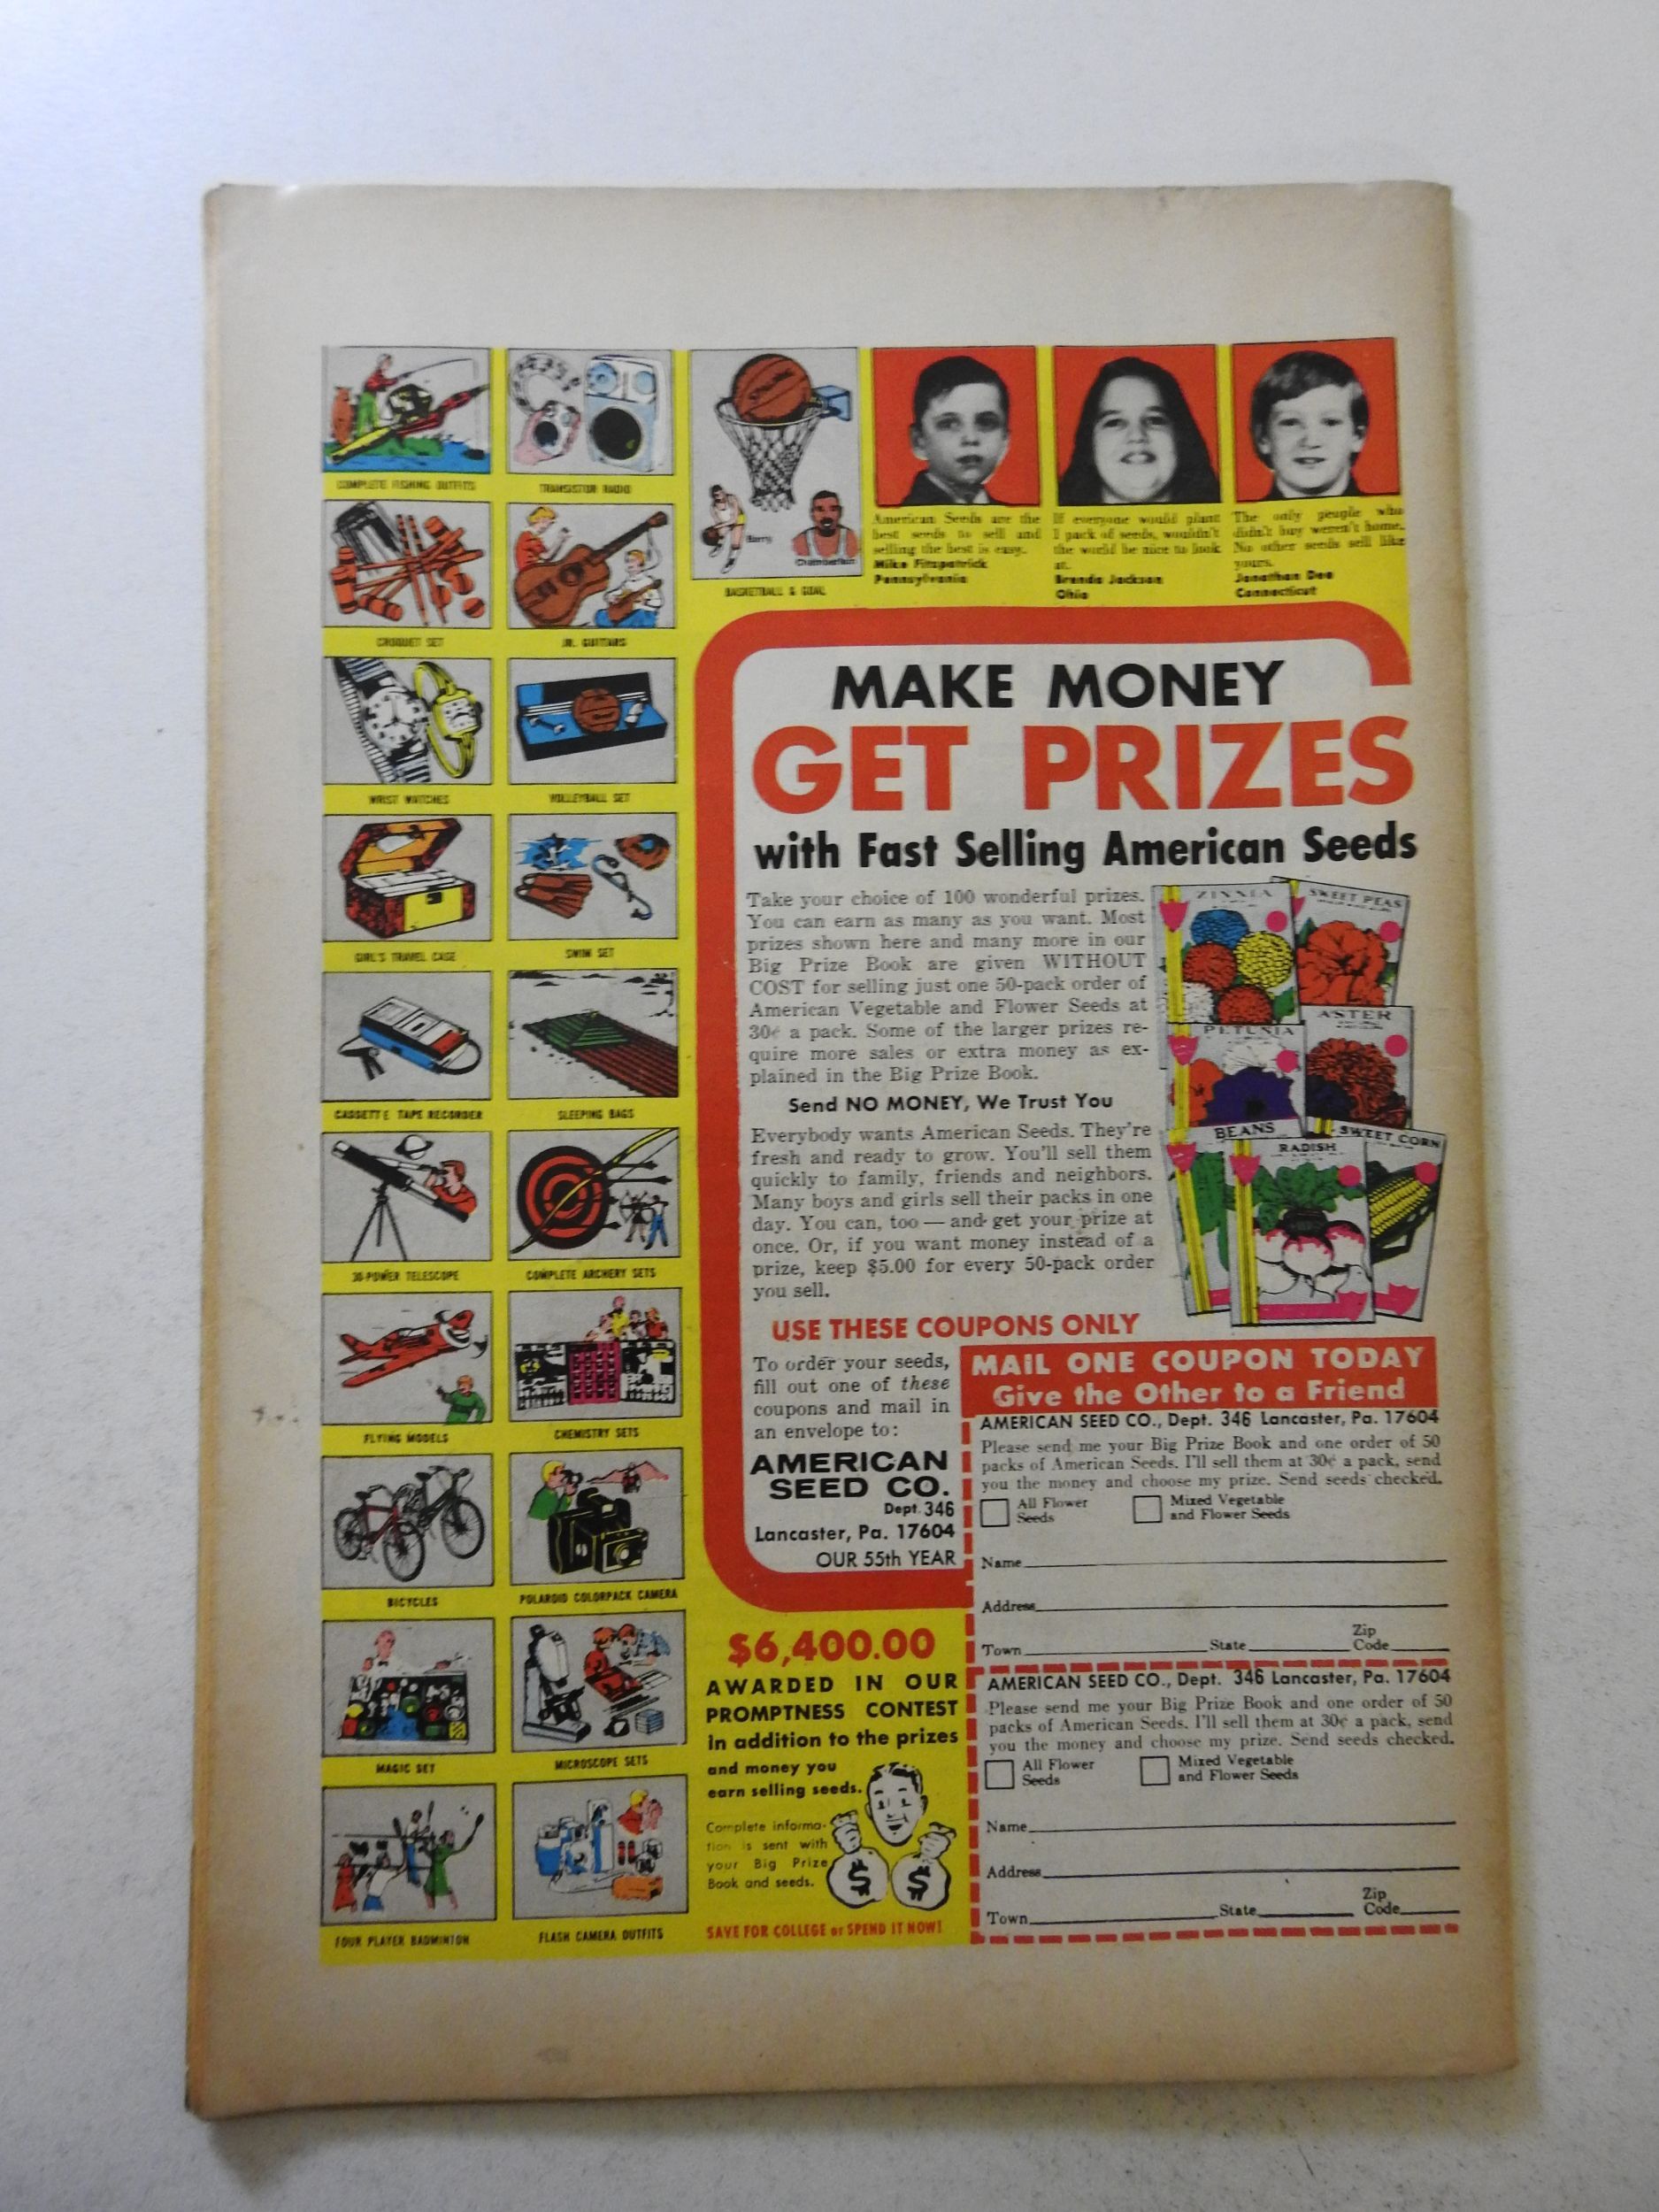 COMPLETE FISHING OUTFITS
TRANSISTOR RADIO
Barry
Chamberlain
BASKETBALL & GOAL
American Seeds are the
best seeds to sell and
selling the best is easy.
Mike Fitzpatrick
Pennsylvania
If everyone would plant
1 pack of seeds, wouldn't
the world be nice to look
at.
Brenda Jackson
Ohio
The only people who
didn't buy weren't home.
No other seeds sell like
yours.
Jonathan Dee
Connecticut
CROQUET SET
JR. GUITARS
WRIST WATCHES
VOLLEYBALL SET
GIRL'S TRAVEL CASE
SWIM SET
CASSETTE TAPE RECORDER
SLEEPING BAGS
30-POWER TELESCOPE
COMPLETE ARCHERY SETS
FLYING MODELS
CHEMISTRY SETS
BICYCLES
POLAROID COLORPACK CAMERA
MAGIC SET
MICROSCOPE SETS
FOUR PLAYER BADMINTON
FLASH CAMERA OUTFITS
MAKE MONEY
GET PRIZES
with Fast Selling American Seeds
Take your choice of 100 wonderful prizes.
You can earn as many as you want. Most
prizes shown here and many more in our
Big Prize Book are given WITHOUT
COST for selling just one 50-pack order of
American Vegetable and Flower Seeds at
30¢ a pack. Some of the larger prizes re-
quire more sales or extra money as ex-
plained in the Big Prize Book.
Send NO MONEY, We Trust You
Everybody wants American Seeds. They're
fresh and ready to grow. You'll sell them
quickly to family, friends and neighbors.
Many boys and girls sell their packs in one
day. You can, too — and get your prize at
once. Or, if you want money instead of a
prize, keep $5.00 for every 50-pack order
you sell.
ZINNIA
SWEET PEAS
PETUNIA
ASTER
BEANS
RADISH
SWEET CORN
USE THESE COUPONS ONLY
To order your seeds,
fill out one of these
coupons and mail in
an envelope to:
AMERICAN
SEED CO.
Dept. 346
Lancaster, Pa. 17604
OUR 55th YEAR
MAIL ONE COUPON TODAY
Give the Other to a Friend
AMERICAN SEED CO., Dept. 346 Lancaster, Pa. 17604
Please send me your Big Prize Book and one order of 50
packs of American Seeds. I'll sell them at 30¢ a pack, send
you the money and choose my prize. Send seeds checked.
All Flower
Seeds
Mixed Vegetable
and Flower Seeds
Name
Address
Town State Zip Code
AMERICAN SEED CO., Dept. 346 Lancaster, Pa. 17604
Please send me your Big Prize Book and one order of 50
packs of American Seeds. I'll sell them at 30¢ a pack, send
you the money and choose my prize. Send seeds checked.
All Flower
Seeds
Mixed Vegetable
and Flower Seeds
Name
Address
Town State Zip Code
$6,400.00
AWARDED IN OUR
PROMPTNESS CONTEST
in addition to the prizes
and money you
earn selling seeds.
Complete informa-
tion is sent with
your Big Prize
Book and seeds.
$ $
SAVE FOR COLLEGE or SPEND IT NOW!